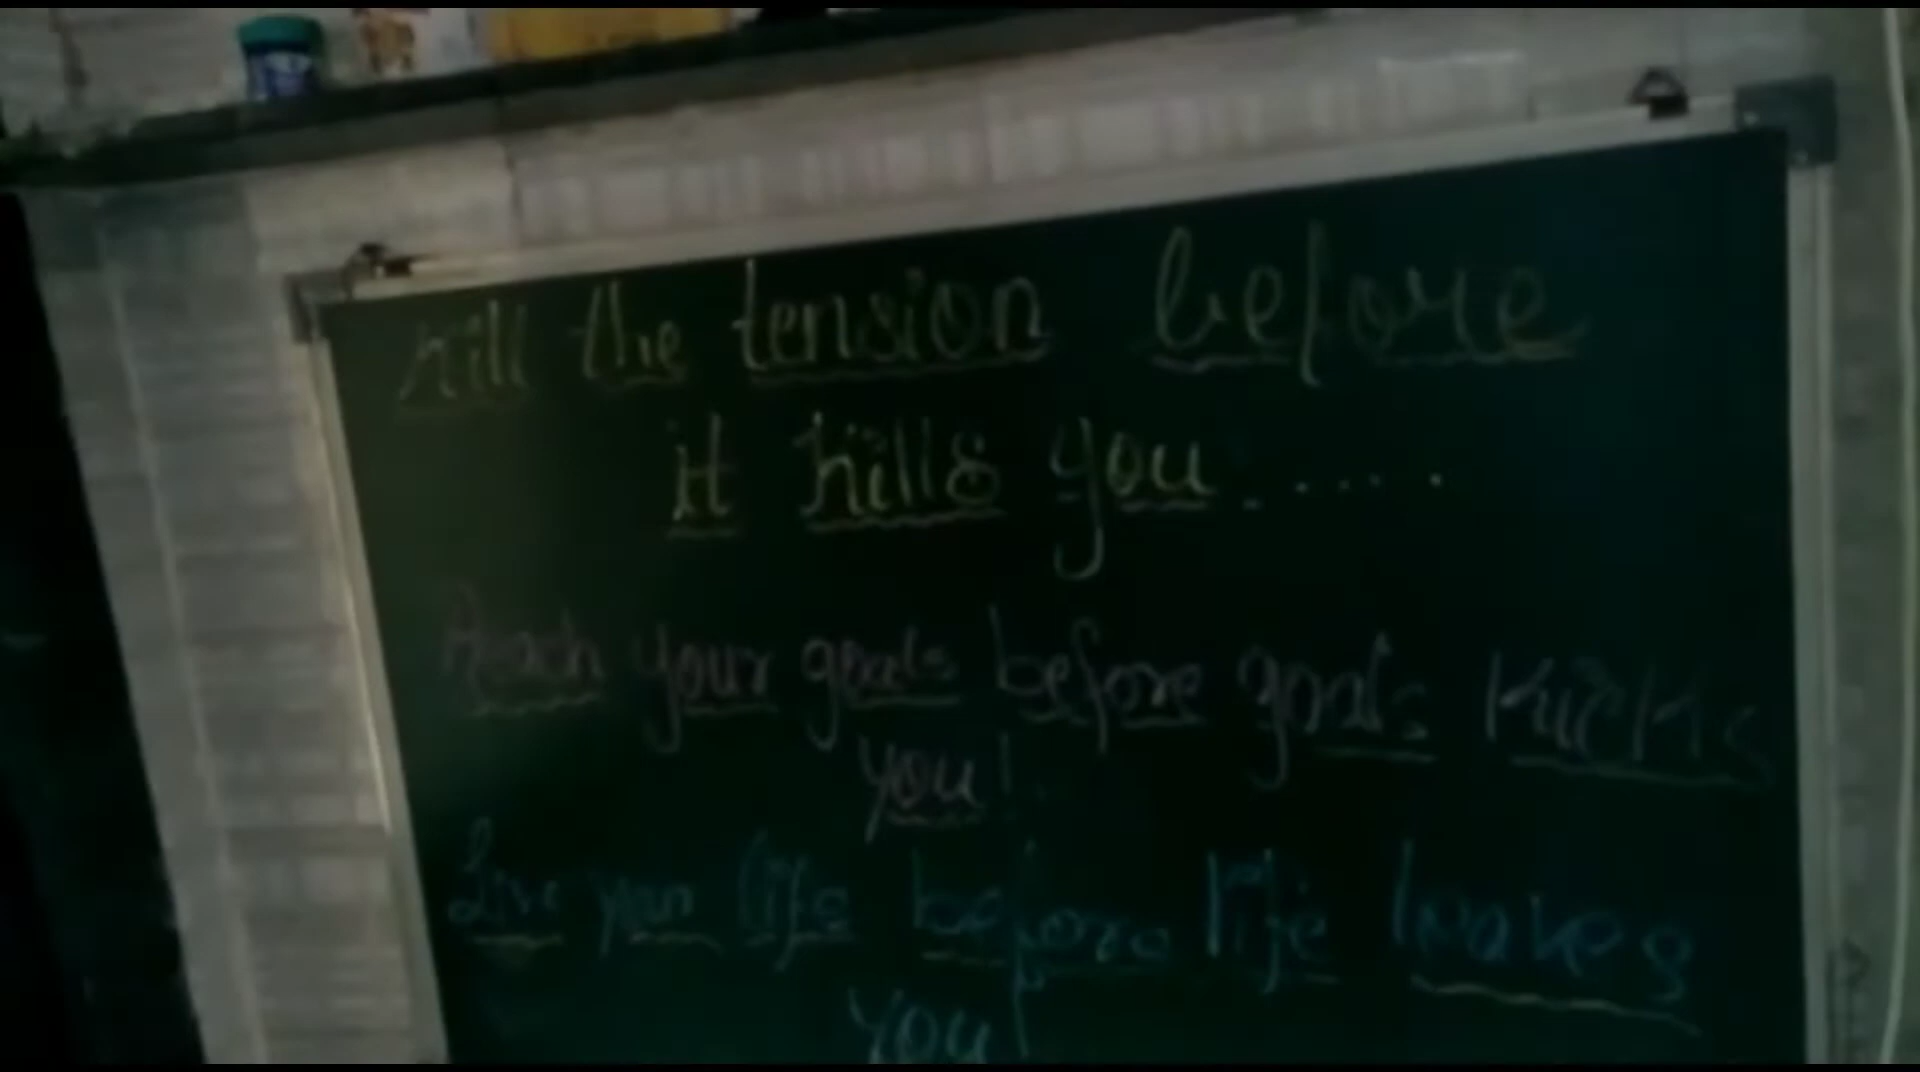 Kill the tension before
it kills you......
Reach your goals before goals kicks
you!
Live your life before life leaves
you!